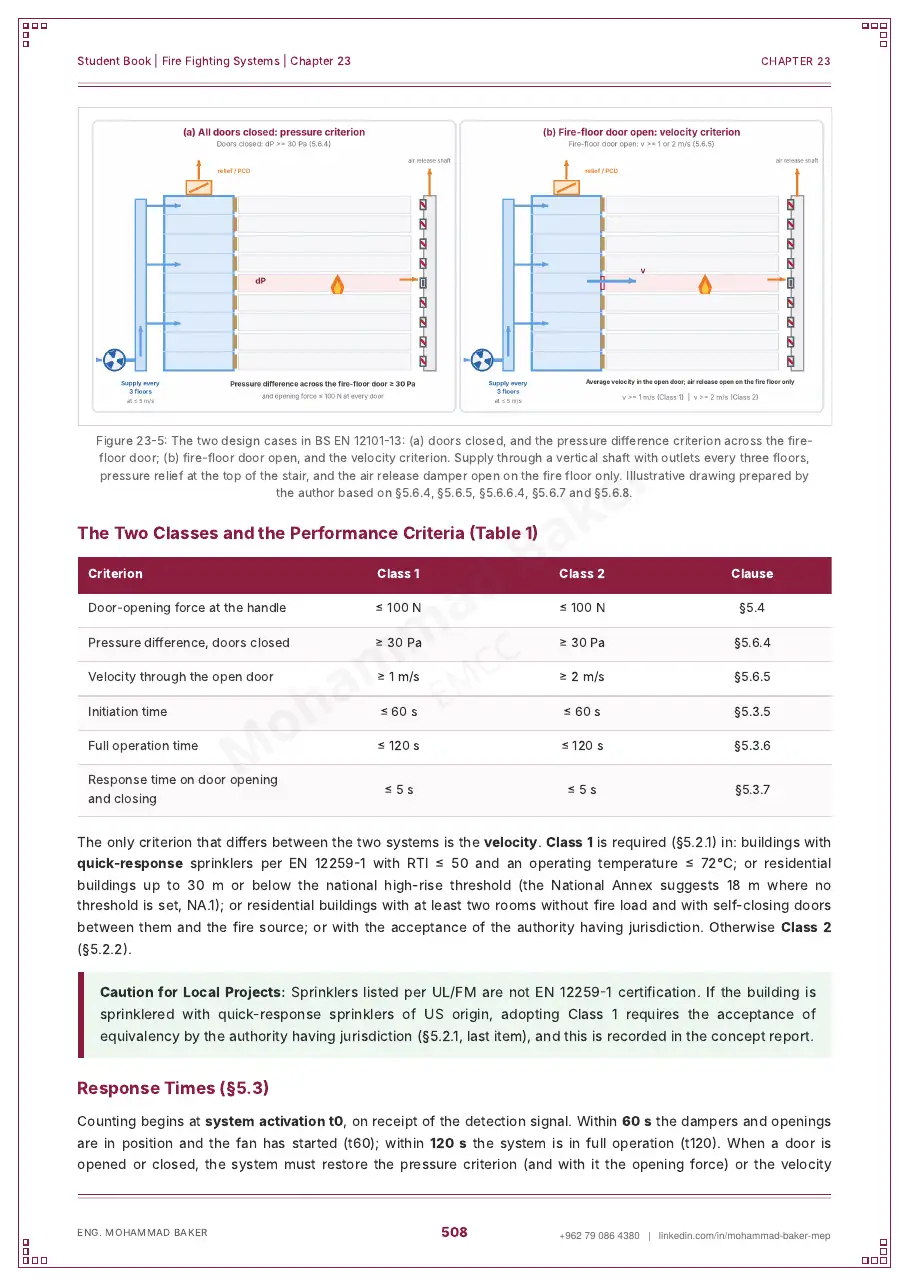 Student Book | Fire Fighting Systems | Chapter 23
CHAPTER 23
(a) All doors closed: pressure criterion
Doors closed: dP >= 30 Pa (5.6.4)
air release shaft
relief / PCD
dP
Supply every
3 floors
at ≤ 5 m/s
Pressure difference across the fire-floor door ≥ 30 Pa
and opening force ≤ 100 N at every door
(b) Fire-floor door open: velocity criterion
Fire-floor door open: v >= 1 or 2 m/s (5.6.5)
air release shaft
relief / PCD
v
Supply every
3 floors
at ≤ 5 m/s
Average velocity in the open door; air release open on the fire floor only
v >= 1 m/s (Class 1) | v >= 2 m/s (Class 2)
Figure 23-5: The two design cases in BS EN 12101-13: (a) doors closed, and the pressure difference criterion across the fire-
floor door; (b) fire-floor door open, and the velocity criterion. Supply through a vertical shaft with outlets every three floors,
pressure relief at the top of the stair, and the air release damper open on the fire floor only. Illustrative drawing prepared by
the author based on §5.6.4, §5.6.5, §5.6.6.4, §5.6.7 and §5.6.8.
The Two Classes and the Performance Criteria (Table 1)
Criterion Class 1 Class 2 Clause
Door-opening force at the handle ≤ 100 N ≤ 100 N §5.4
Pressure difference, doors closed ≥ 30 Pa ≥ 30 Pa §5.6.4
Velocity through the open door ≥ 1 m/s ≥ 2 m/s §5.6.5
Initiation time ≤ 60 s ≤ 60 s §5.3.5
Full operation time ≤ 120 s ≤ 120 s §5.3.6
Response time on door opening
and closing ≤ 5 s ≤ 5 s §5.3.7
Mohammad Baker
EMCC
The only criterion that differs between the two systems is the velocity. Class 1 is required (§5.2.1) in: buildings with
quick-response sprinklers per EN 12259-1 with RTI ≤ 50 and an operating temperature ≤ 72°C; or residential
buildings up to 30 m or below the national high-rise threshold (the National Annex suggests 18 m where no
threshold is set, NA.1); or residential buildings with at least two rooms without fire load and with self-closing doors
between them and the fire source; or with the acceptance of the authority having jurisdiction. Otherwise Class 2
(§5.2.2).
Caution for Local Projects: Sprinklers listed per UL/FM are not EN 12259-1 certification. If the building is
sprinklered with quick-response sprinklers of US origin, adopting Class 1 requires the acceptance of
equivalency by the authority having jurisdiction (§5.2.1, last item), and this is recorded in the concept report.
Response Times (§5.3)
Counting begins at system activation t0, on receipt of the detection signal. Within 60 s the dampers and openings
are in position and the fan has started (t60); within 120 s the system is in full operation (t120). When a door is
opened or closed, the system must restore the pressure criterion (and with it the opening force) or the velocity
ENG. MOHAMMAD BAKER
508
+962 79 086 4380 | linkedin.com/in/mohammad-baker-mep